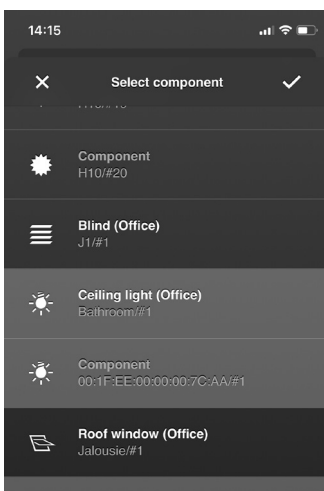 14:15
Select component
Component
H10/#20
Blind (Office)
J1/#1
Ceiling light (Office)
Bathroom/#1
Component
00:1F:EE:00:00:00:7C:AA/#1
Roof window (Office)
Jalousie/#1